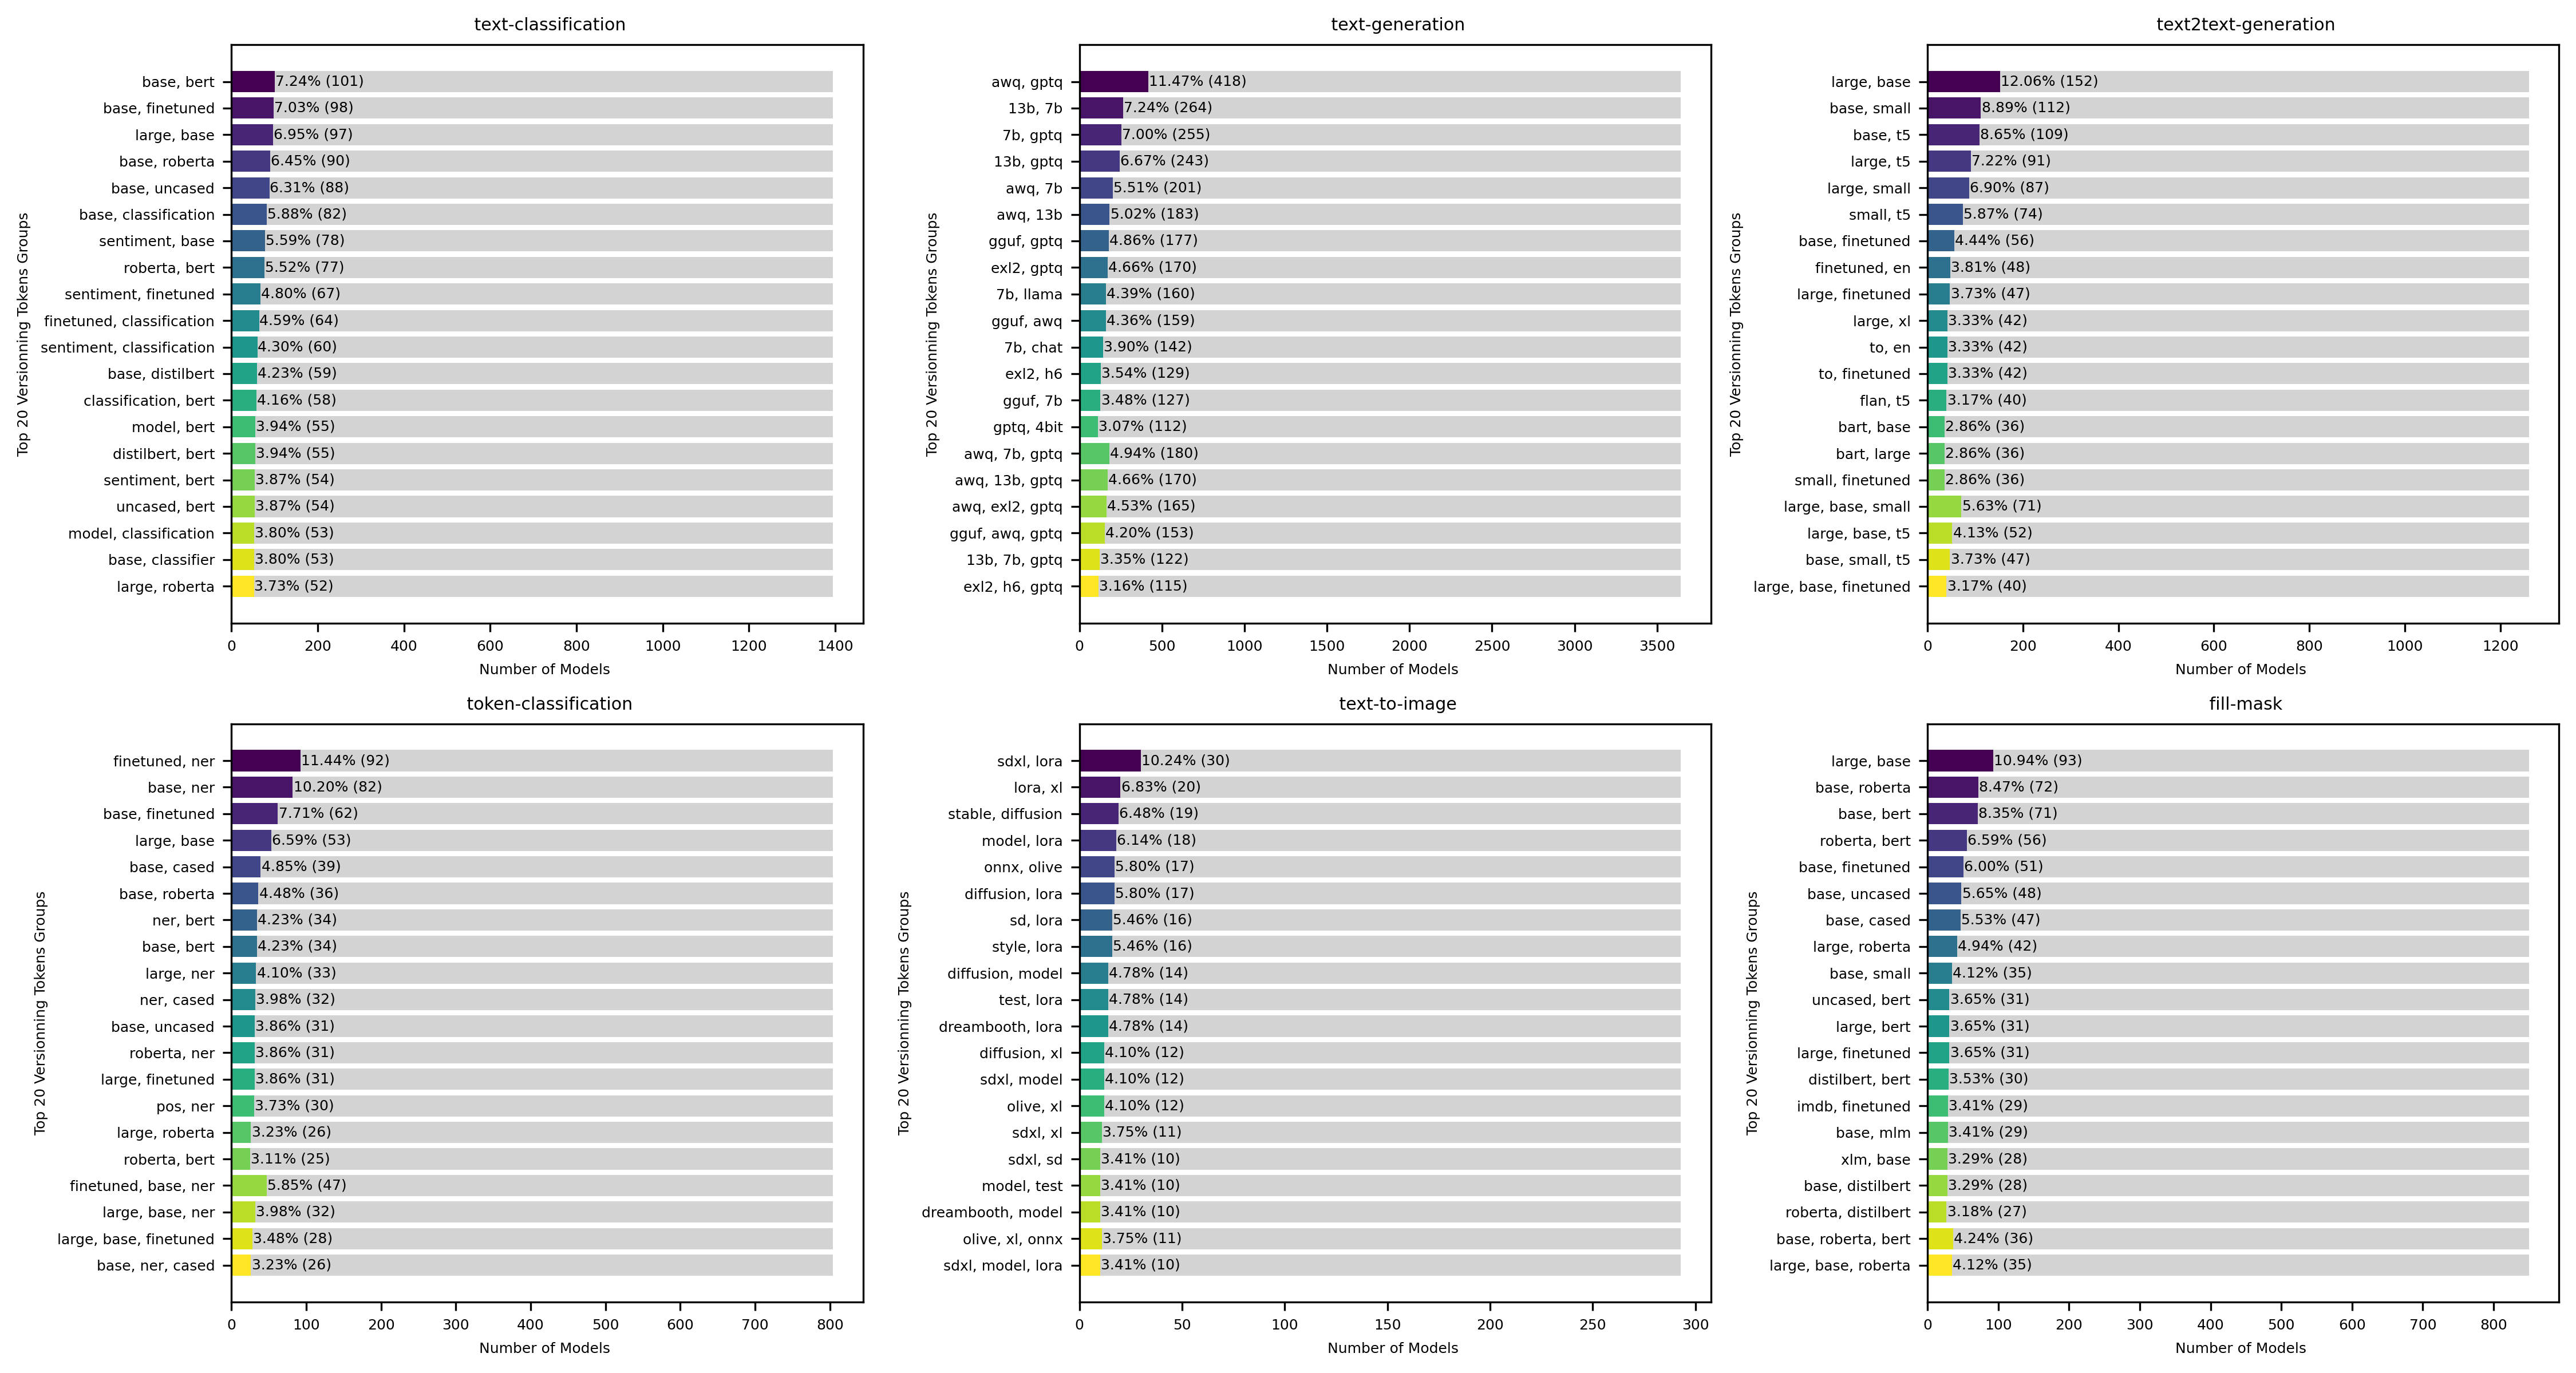 text-classification
Top 20 Versionning Tokens Groups
base, bert 7.24% (101)
base, finetuned 7.03% (98)
large, base 6.95% (97)
base, roberta 6.45% (90)
base, uncased 6.31% (88)
base, classification 5.88% (82)
sentiment, base 5.59% (78)
roberta, bert 5.52% (77)
sentiment, finetuned 4.80% (67)
finetuned, classification 4.59% (64)
sentiment, classification 4.30% (60)
base, distilbert 4.23% (59)
classification, bert 4.16% (58)
model, bert 3.94% (55)
distilbert, bert 3.94% (55)
sentiment, bert 3.87% (54)
uncased, bert 3.87% (54)
model, classification 3.80% (53)
base, classifier 3.80% (53)
large, roberta 3.73% (52)
0 200 400 600 800 1000 1200 1400
Number of Models
text-generation
Top 20 Versionning Tokens Groups
awq, gptq 11.47% (418)
13b, 7b 7.24% (264)
7b, gptq 7.00% (255)
13b, gptq 6.67% (243)
awq, 7b 5.51% (201)
awq, 13b 5.02% (183)
gguf, gptq 4.86% (177)
exl2, gptq 4.66% (170)
7b, llama 4.39% (160)
gguf, awq 4.36% (159)
7b, chat 3.90% (142)
exl2, h6 3.54% (129)
gguf, 7b 3.48% (127)
gptq, 4bit 3.07% (112)
awq, 7b, gptq 4.94% (180)
awq, 13b, gptq 4.66% (170)
awq, exl2, gptq 4.53% (165)
gguf, awq, gptq 4.20% (153)
13b, 7b, gptq 3.35% (122)
exl2, h6, gptq 3.16% (115)
0 500 1000 1500 2000 2500 3000 3500
Number of Models
text2text-generation
Top 20 Versionning Tokens Groups
large, base 12.06% (152)
base, small 8.89% (112)
base, t5 8.65% (109)
large, t5 7.22% (91)
large, small 6.90% (87)
small, t5 5.87% (74)
base, finetuned 4.44% (56)
finetuned, en 3.81% (48)
large, finetuned 3.73% (47)
large, xl 3.33% (42)
to, en 3.33% (42)
to, finetuned 3.33% (42)
flan, t5 3.17% (40)
bart, base 2.86% (36)
bart, large 2.86% (36)
small, finetuned 2.86% (36)
large, base, small 5.63% (71)
large, base, t5 4.13% (52)
base, small, t5 3.73% (47)
large, base, finetuned 3.17% (40)
0 200 400 600 800 1000 1200
Number of Models
token-classification
Top 20 Versionning Tokens Groups
finetuned, ner 11.44% (92)
base, ner 10.20% (82)
base, finetuned 7.71% (62)
large, base 6.59% (53)
base, cased 4.85% (39)
base, roberta 4.48% (36)
ner, bert 4.23% (34)
base, bert 4.23% (34)
large, ner 4.10% (33)
ner, cased 3.98% (32)
base, uncased 3.86% (31)
roberta, ner 3.86% (31)
large, finetuned 3.86% (31)
pos, ner 3.73% (30)
large, roberta 3.23% (26)
roberta, bert 3.11% (25)
finetuned, base, ner 5.85% (47)
large, base, ner 3.98% (32)
large, base, finetuned 3.48% (28)
base, ner, cased 3.23% (26)
0 100 200 300 400 500 600 700 800
Number of Models
text-to-image
Top 20 Versionning Tokens Groups
sdxl, lora 10.24% (30)
lora, xl 6.83% (20)
stable, diffusion 6.48% (19)
model, lora 6.14% (18)
onnx, olive 5.80% (17)
diffusion, lora 5.80% (17)
sd, lora 5.46% (16)
style, lora 5.46% (16)
diffusion, model 4.78% (14)
test, lora 4.78% (14)
dreambooth, lora 4.78% (14)
diffusion, xl 4.10% (12)
sdxl, model 4.10% (12)
olive, xl 4.10% (12)
sdxl, xl 3.75% (11)
sdxl, sd 3.41% (10)
model, test 3.41% (10)
dreambooth, model 3.41% (10)
olive, xl, onnx 3.75% (11)
sdxl, model, lora 3.41% (10)
0 50 100 150 200 250 300
Number of Models
fill-mask
Top 20 Versionning Tokens Groups
large, base 10.94% (93)
base, roberta 8.47% (72)
base, bert 8.35% (71)
roberta, bert 6.59% (56)
base, finetuned 6.00% (51)
base, uncased 5.65% (48)
base, cased 5.53% (47)
large, roberta 4.94% (42)
base, small 4.12% (35)
uncased, bert 3.65% (31)
large, bert 3.65% (31)
large, finetuned 3.65% (31)
distilbert, bert 3.53% (30)
imdb, finetuned 3.41% (29)
base, mlm 3.41% (29)
xlm, base 3.29% (28)
base, distilbert 3.29% (28)
roberta, distilbert 3.18% (27)
base, roberta, bert 4.24% (36)
large, base, roberta 4.12% (35)
0 100 200 300 400 500 600 700 800
Number of Models